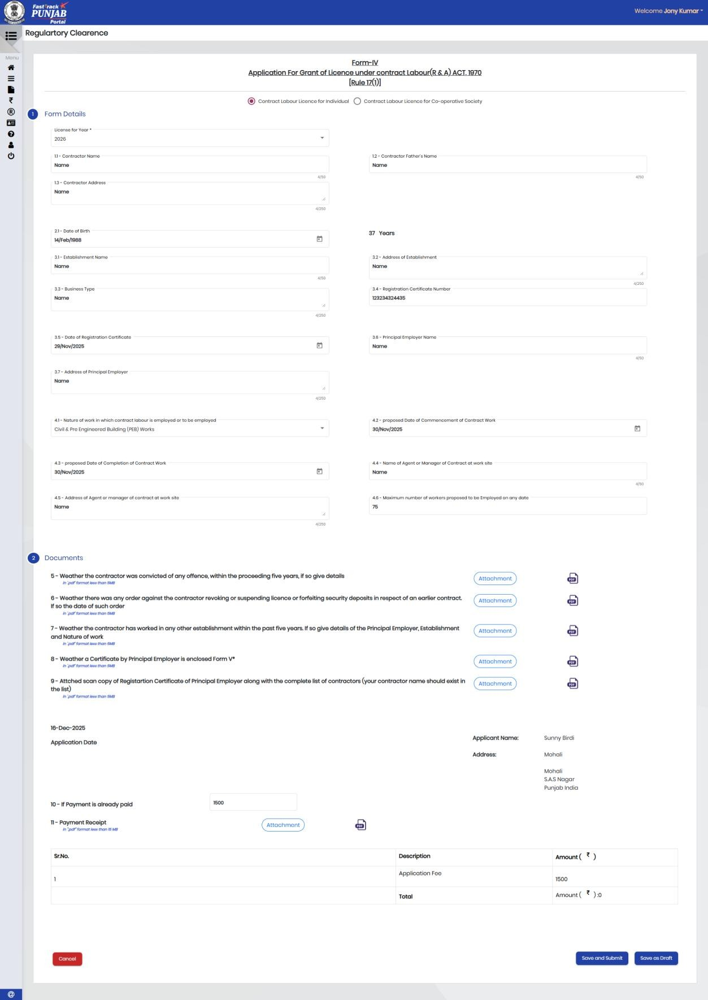 FastTrack
PUNJAB
Portal
Welcome Jony Kumar
Regulartory Clearence
Menu
Form-IV
Application For Grant of Licence under contract Labour(R & A) ACT, 1970
[Rule 17(1)]
Contract Labour Licence for Individual Contract Labour Licence for Co-operative Society
1 Form Details
License for Year *
2026
1.1 - Contractor Name
Name
4/50
1.2 - Contractor Father's Name
Name
4/50
1.3 - Contractor Address
Name
4/250
2.1 - Date of Birth
14/Feb/1988
37 Years
3.1 - Establishment Name
Name
4/50
3.2 - Address of Establishment
Name
4/250
3.3 - Business Type
Name
4/250
3.4 - Registration Certificate Number
123234324435
3.5 - Date of Registration Certificate
29/Nov/2025
3.6 - Principal Employer Name
Name
4/50
3.7 - Address of Principal Employer
Name
4/250
4.1 - Nature of work in which contract labour is employed or to be employed
Civil & Pre Engineered Building (PEB) Works
4.2 - proposed Date of Commencement of Contract Work
30/Nov/2025
4.3 - proposed Date of Completion of Contract Work
30/Nov/2025
4.4 - Name of Agent or Manager of Contract at work site
Name
4/50
4.5 - Address of Agent or manager of contract at work site
Name
4/250
4.6 - Maximum number of workers proposed to be Employed on any date
75
2 Documents
5 - Weather the contractor was convicted of any offence, within the proceeding five years, if so give details
in '.pdf' format less than 5MB
Attachment
PDF
6 - Weather there was any order against the contractor revoking or suspending licence or forfeiting security deposits in respect of an earlier contract.
If so the date of such order
in '.pdf' format less than 5MB
Attachment
PDF
7 - Weather the contractor has worked in any other establishment within the past five years. If so give details of the Principal Employer, Establishment
and Nature of work
in '.pdf' format less than 5MB
Attachment
PDF
8 - Weather a Certificate by Principal Employer is enclosed Form V*
in '.pdf' format less than 5MB
Attachment
PDF
9 - Attched scan copy of Registartion Certificate of Principal Employer along with the complete list of contractors (your contractor name should exist in
the list)
in '.pdf' format less than 5MB
Attachment
PDF
16-Dec-2025
Application Date
Applicant Name: Sunny Birdi
Address: Mohali
Mohali
S.A.S Nagar
Punjab India
10 - If Payment is already paid 1500
11 - Payment Receipt
in ".pdf" format less than 15 MB
Attachment
PDF
Sr.No. Description Amount ( ₹ )
1 Application Fee 1500
Total Amount ( ₹ ) :0
Cancel Save and Submit Save as Draft
@